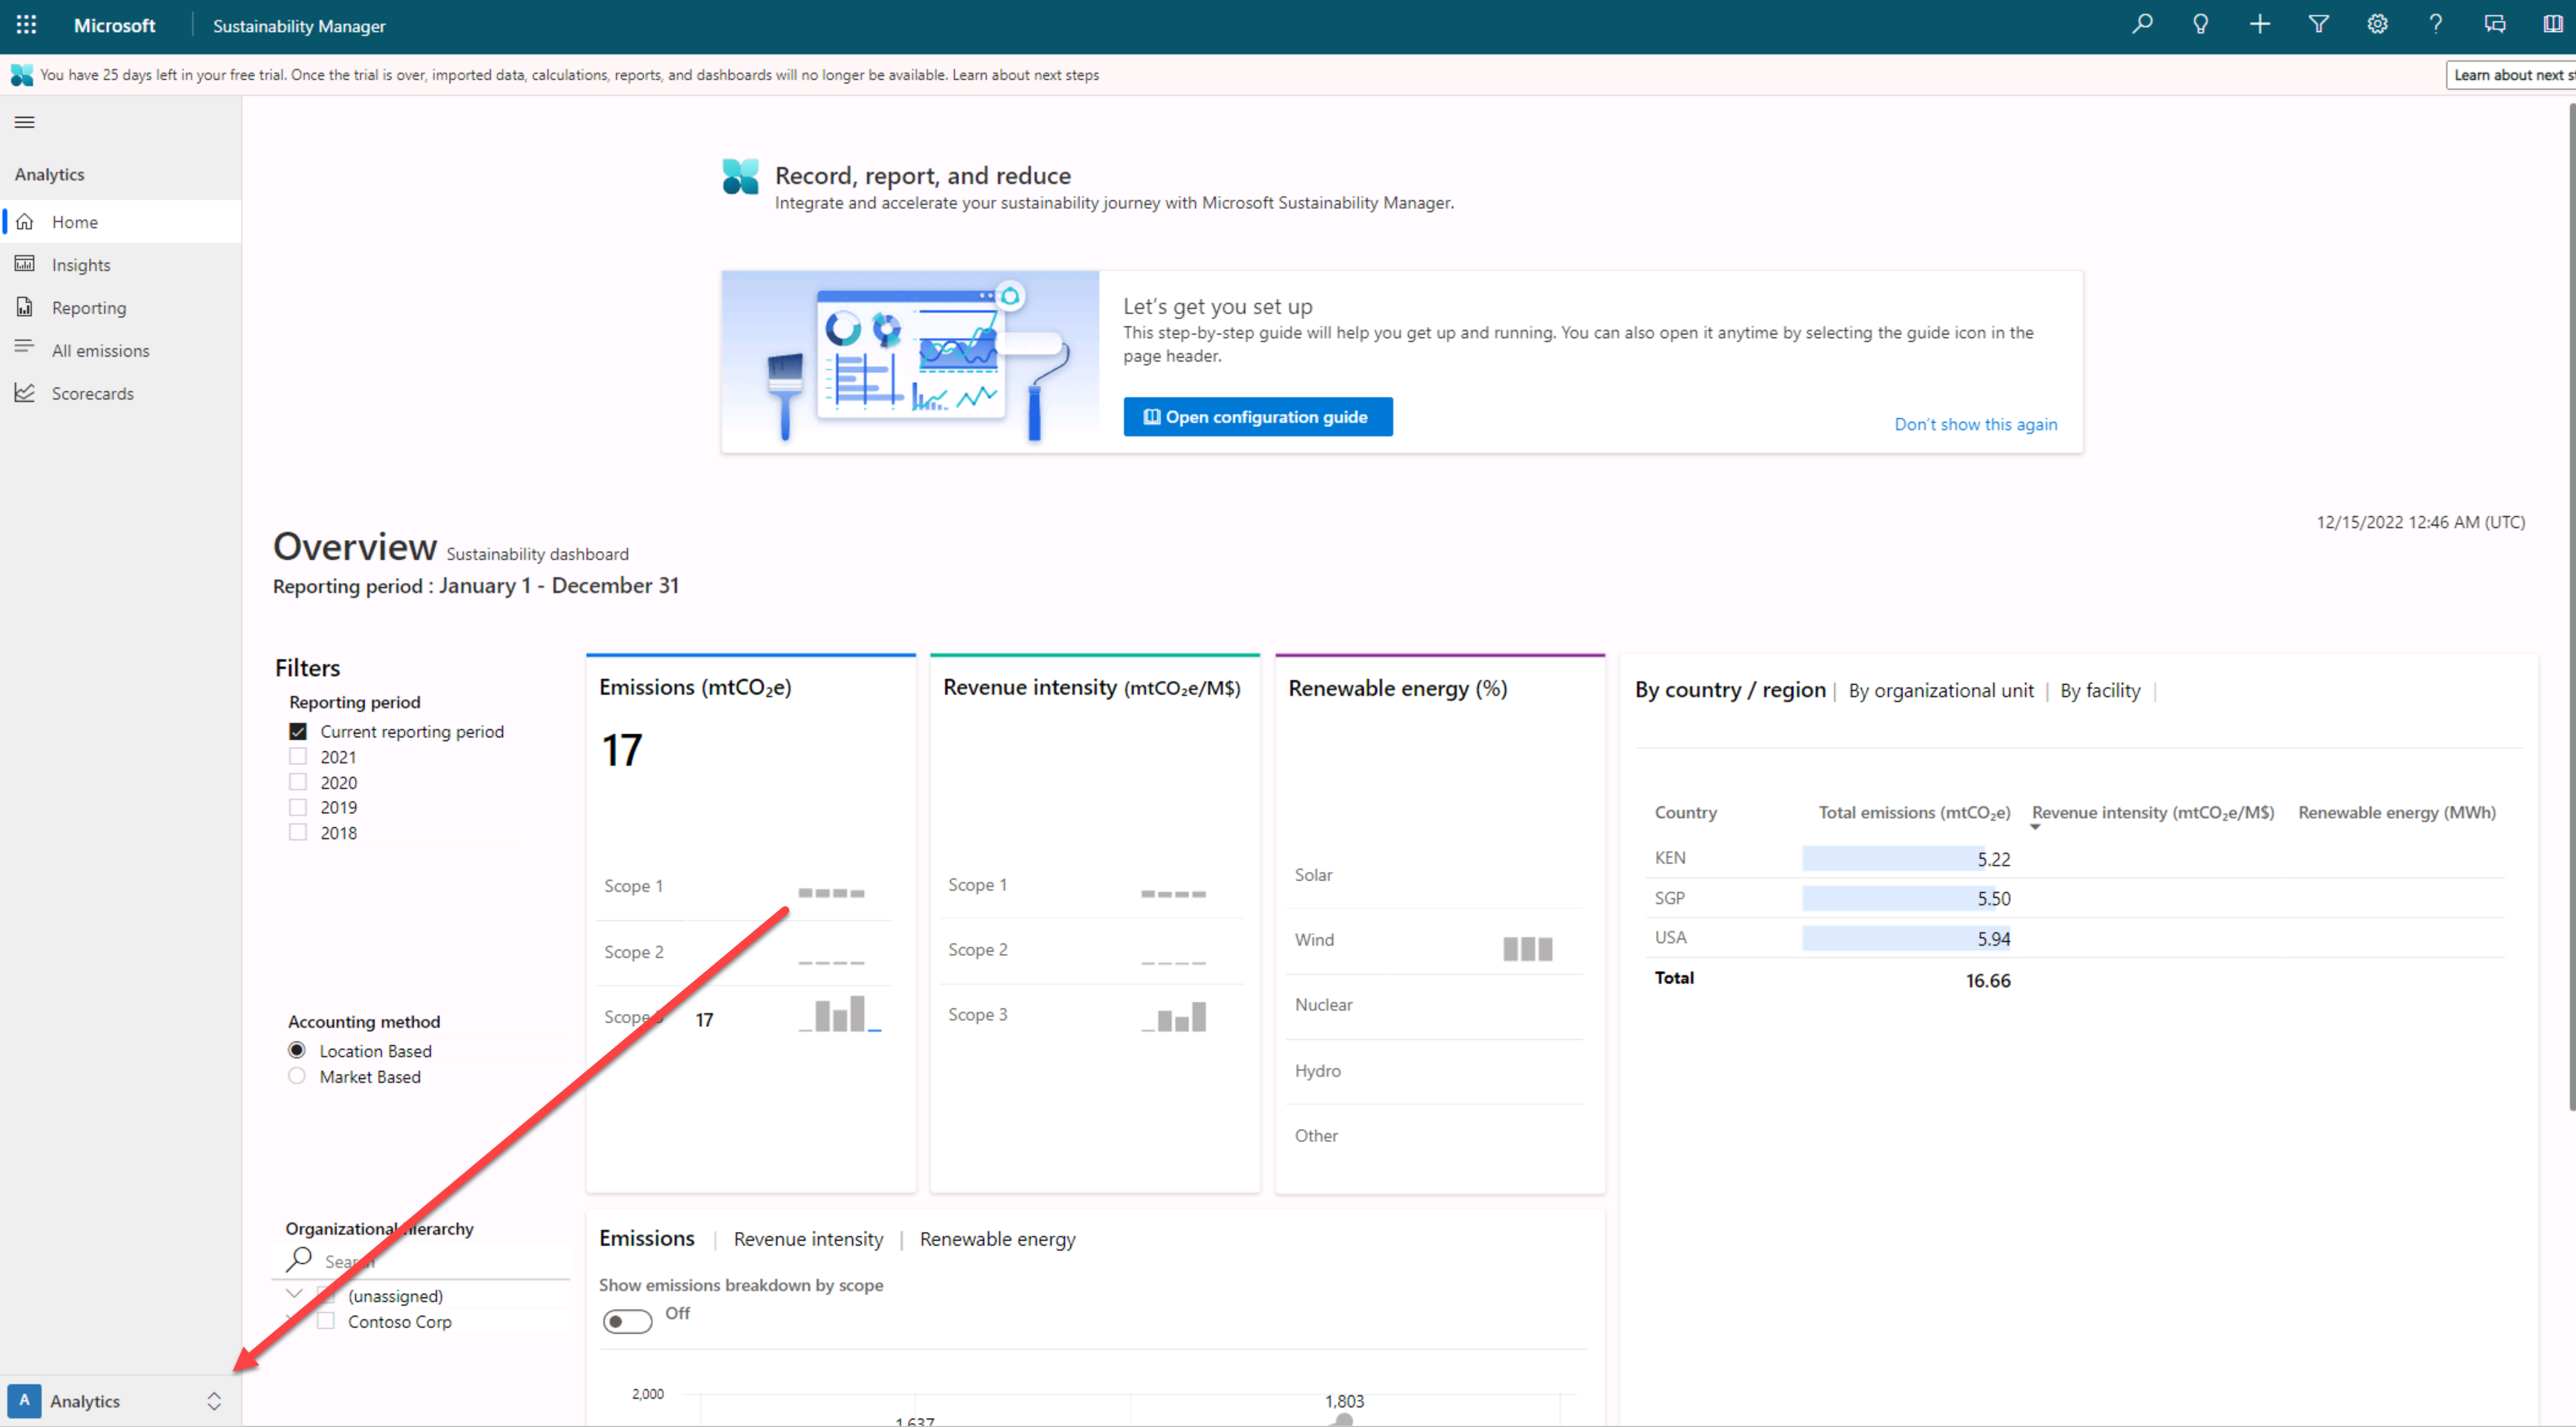 Microsoft
Sustainability Manager
You have 25 days left in your free trial. Once the trial is over, imported data, calculations, reports, and dashboards will no longer be available. Learn about next steps
Learn about next
Analytics
Home
Insights
Reporting
All emissions
Scorecards
Record, report, and reduce
Integrate and accelerate your sustainability journey with Microsoft Sustainability Manager.
Let's get you set up
This step-by-step guide will help you get up and running. You can also open it anytime by selecting the guide icon in the
page header.
Open configuration guide
Don't show this again
12/15/2022 12:46 AM (UTC)
Overview Sustainability dashboard
Reporting period : January 1 - December 31
Filters
Reporting period
Current reporting period
2021
2020
2019
2018
Accounting method
Location Based
Market Based
Organizational hierarchy
Search
(unassigned)
Contoso Corp
Emissions (mtCO₂e)
17
Scope 1
Scope 2
Scope 17
Revenue intensity (mtCO₂e/M$)
Scope 1
Scope 2
Scope 3
Renewable energy (%)
Solar
Wind
Nuclear
Hydro
Other
By country / region | By organizational unit | By facility |
Country Total emissions (mtCO₂e) Revenue intensity (mtCO₂e/M$) Renewable energy (MWh)
KEN 5.22
SGP 5.50
USA 5.94
Total 16.66
Emissions | Revenue intensity | Renewable energy
Show emissions breakdown by scope
Off
2,000
1,803
1,637
A Analytics